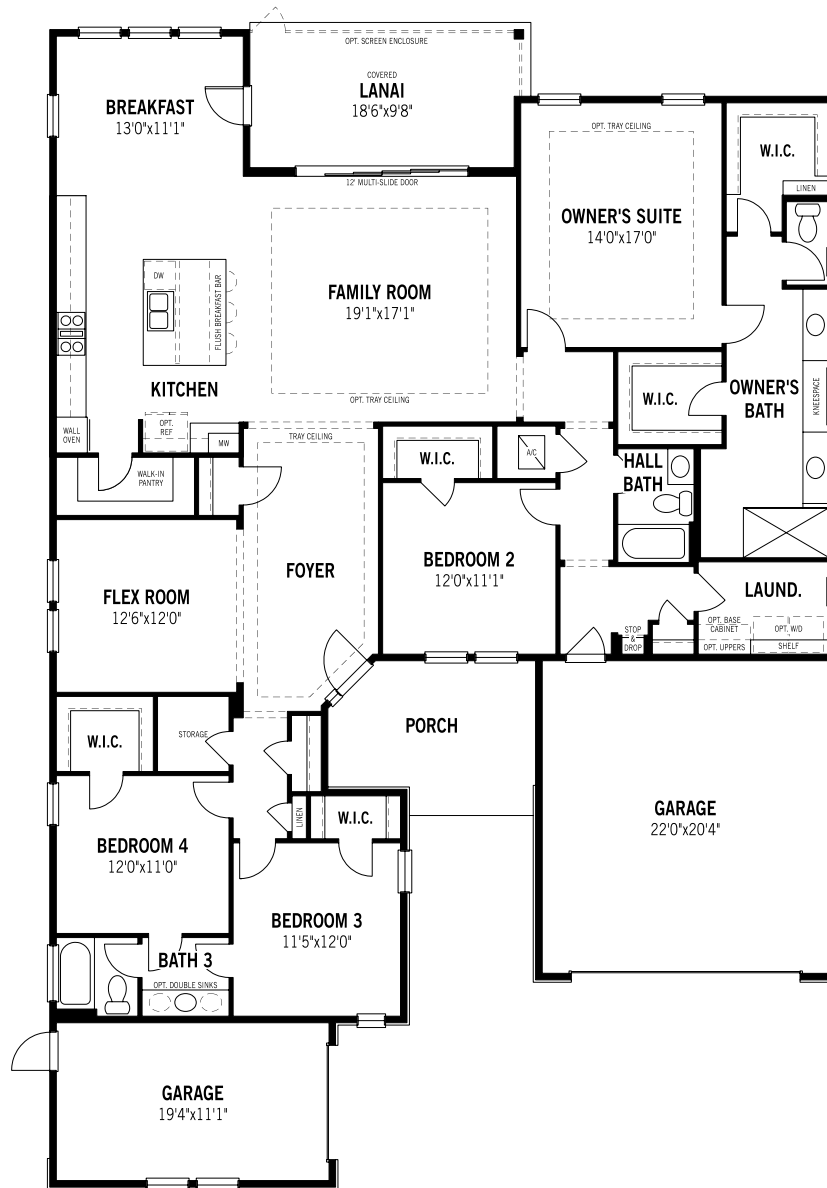 OPT. SCREEN ENCLOSURE
COVERED
LANAI
18'6"x9'8"
BREAKFAST
13'0"x11'1"
12' MULTI-SLIDE DOOR
OPT. TRAY CEILING
OWNER'S SUITE
14'0"x17'0"
W.I.C.
LINEN
DW
FLUSH BREAKFAST BAR
FAMILY ROOM
19'1"x17'1"
OPT. TRAY CEILING
KITCHEN
WALL
OVEN
OPT.
REF
MW
W.I.C.
OWNER'S
BATH
KNEESPACE
TRAY CEILING
WALK-IN
PANTRY
W.I.C.
A/C
HALL
BATH
FOYER
BEDROOM 2
12'0"x11'1"
FLEX ROOM
12'6"x12'0"
LAUND.
OPT. BASE
CABINET
OPT. W/D
OPT. UPPERS
SHELF
STOP
&
DROP
PORCH
W.I.C.
STORAGE
LINEN
W.I.C.
GARAGE
22'0"x20'4"
BEDROOM 4
12'0"x11'0"
BEDROOM 3
11'5"x12'0"
BATH 3
OPT. DOUBLE SINKS
GARAGE
19'4"x11'1"